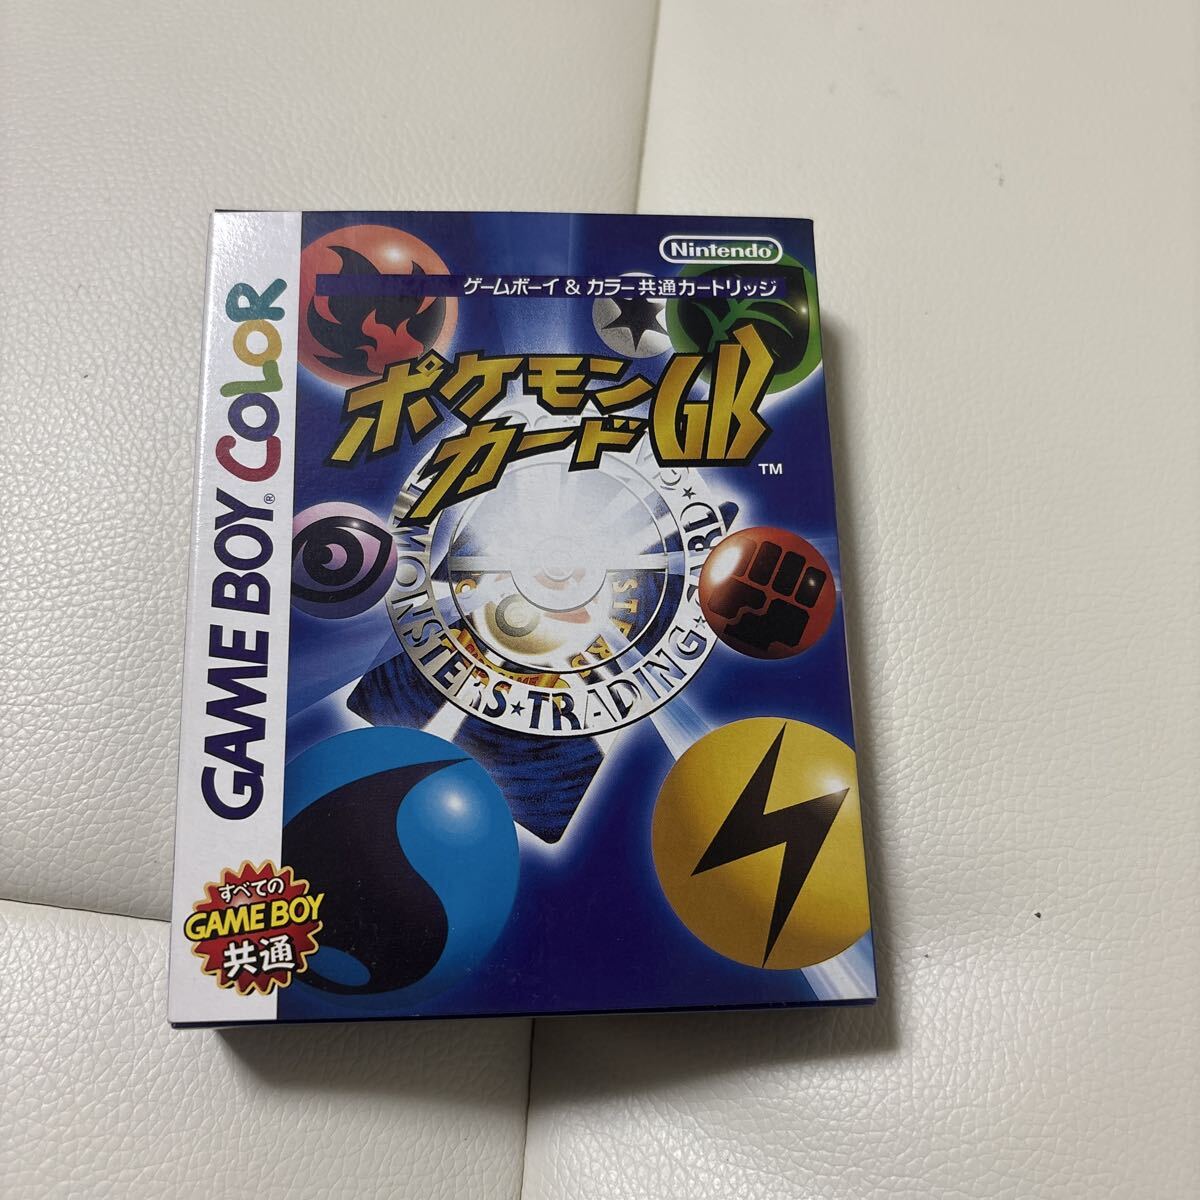 Nintendo®
ゲームボーイ & カラー共通カートリッジ
ポケモン
カードGB
TM
GAME BOY® COLOR
MONSTERS★TRADING★CARD★G
すべての
GAME BOY
共通